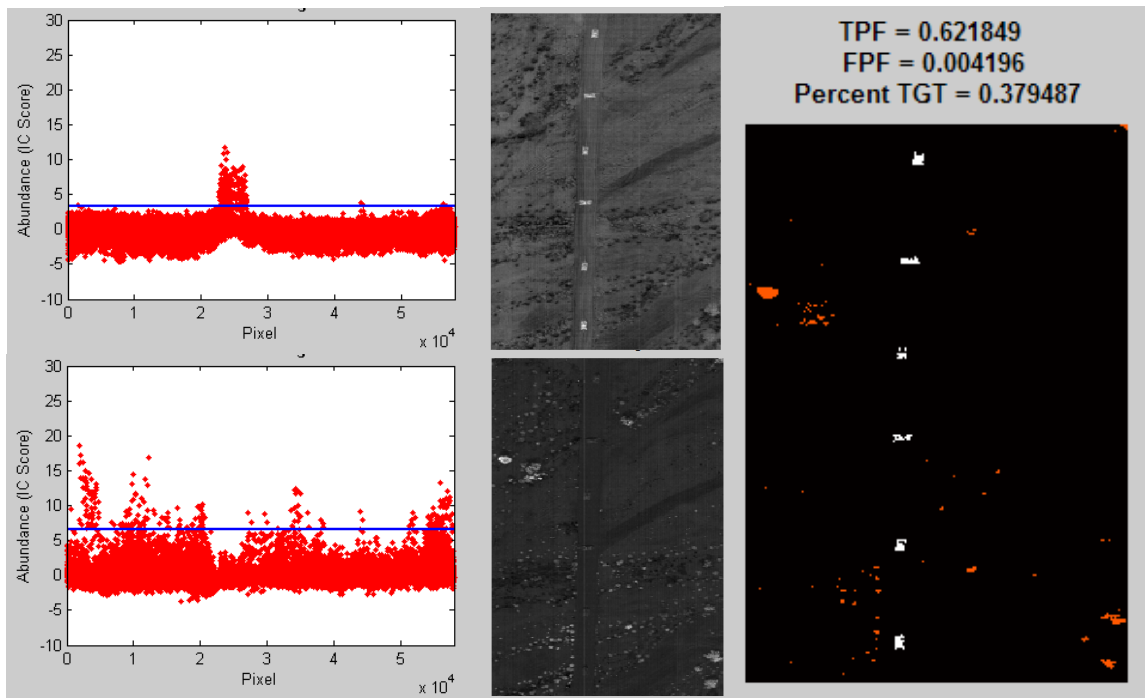 30
25
20
15
10
5
0
-5
-10
Abundance (IC Score)
0 1 2 3 4 5
Pixel
x 10^4
30
25
20
15
10
5
0
-5
-10
Abundance (IC Score)
0 1 2 3 4 5
Pixel
x 10^4
TPF = 0.621849
FPF = 0.004196
Percent TGT = 0.379487